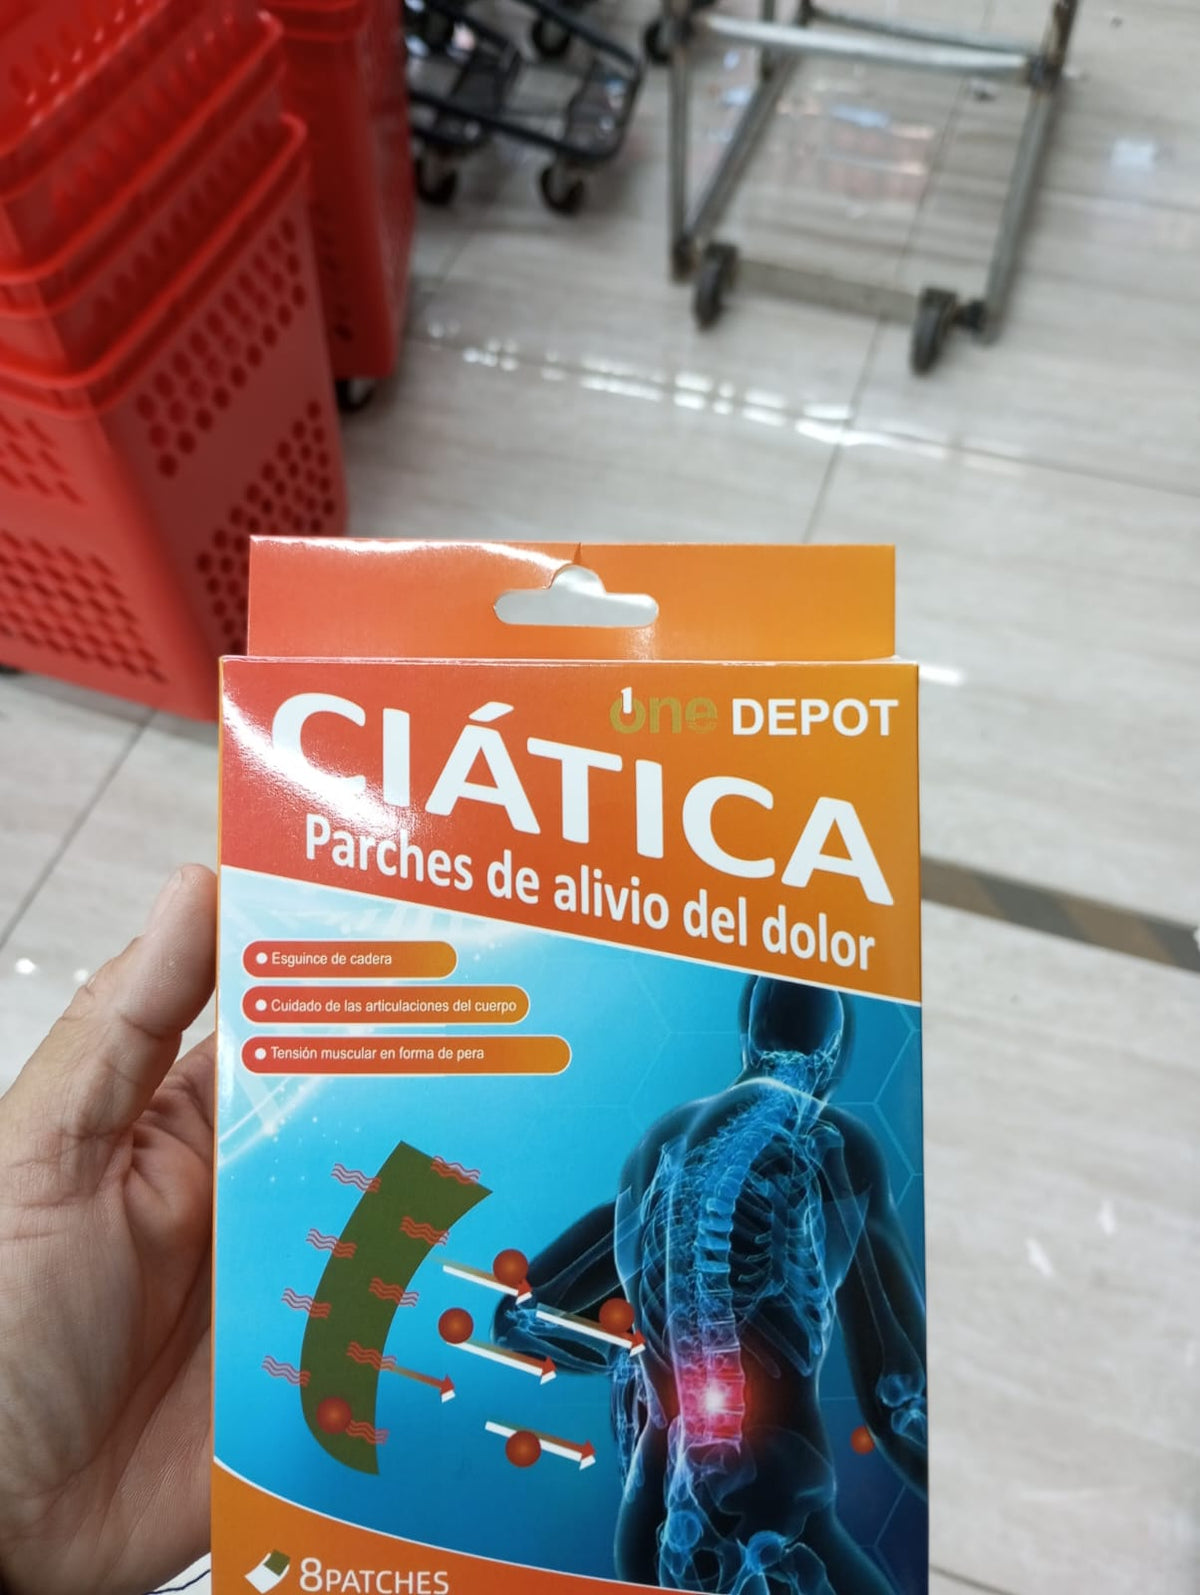 One DEPOT
CIÁTICA
Parches de alivio del dolor
Esguince de cadera
Cuidado de las articulaciones del cuerpo
Tensión muscular en forma de pera
8PATCHES